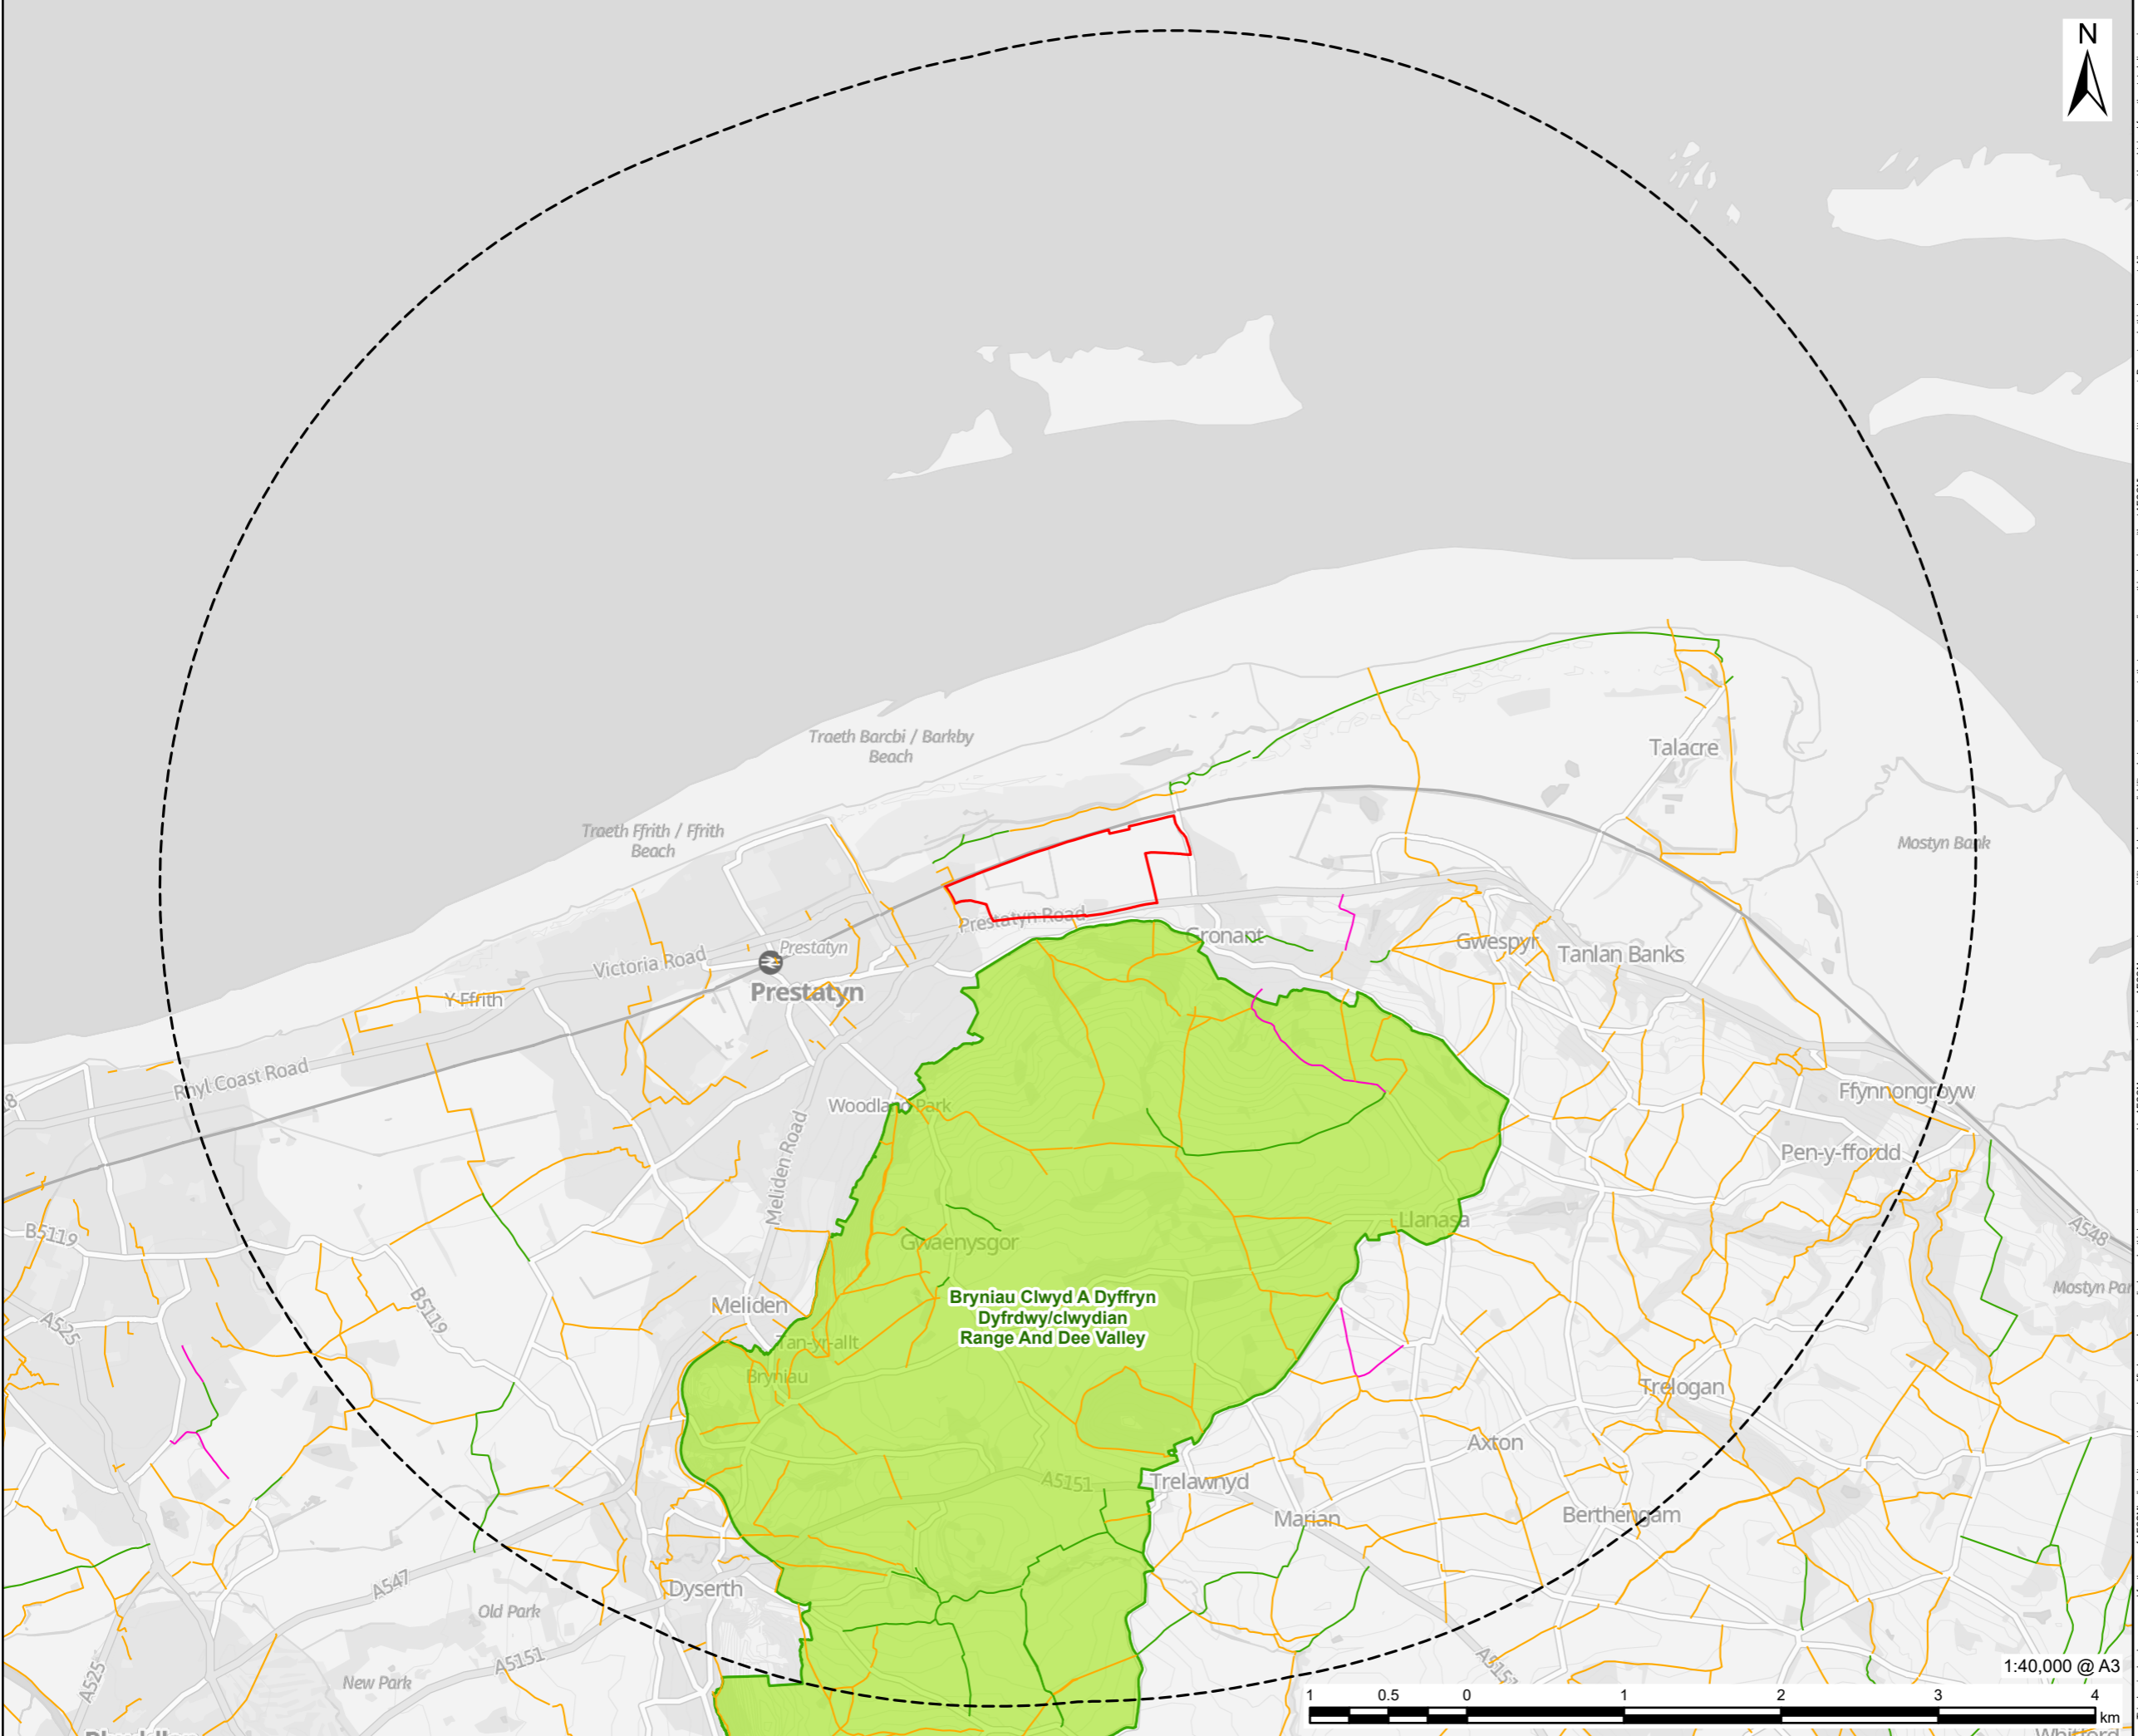 N
Traeth Barcbi / Barkby
Beach
Talacre
Traeth Ffrith / Ffrith
Beach
Mostyn Bank
Prestatyn Road
Gronant
Prestatyn
Victoria Road
Gwespyr
Tanlan Banks
Prestatyn
Y-Ffrith
Rhyl Coast Road
Ffynnongroyw
Woodland Park
Meliden Road
Pen-y-ffordd
B5119
Llanasa
A548
Gwaenysgor
Bryniau Clwyd A Dyffryn
Dyfrdwy/clwydian
Range And Dee Valley
Meliden
B5119
A525
Tan-yr-allt
Bryniau
Trelogan
Axton
A5151
Trelawnyd
Marian
Berthengam
A547
Dyserth
Old Park
A5151
New Park
A525
A5151
1:40,000 @ A3
1 0.5 0 1 2 3 4
km